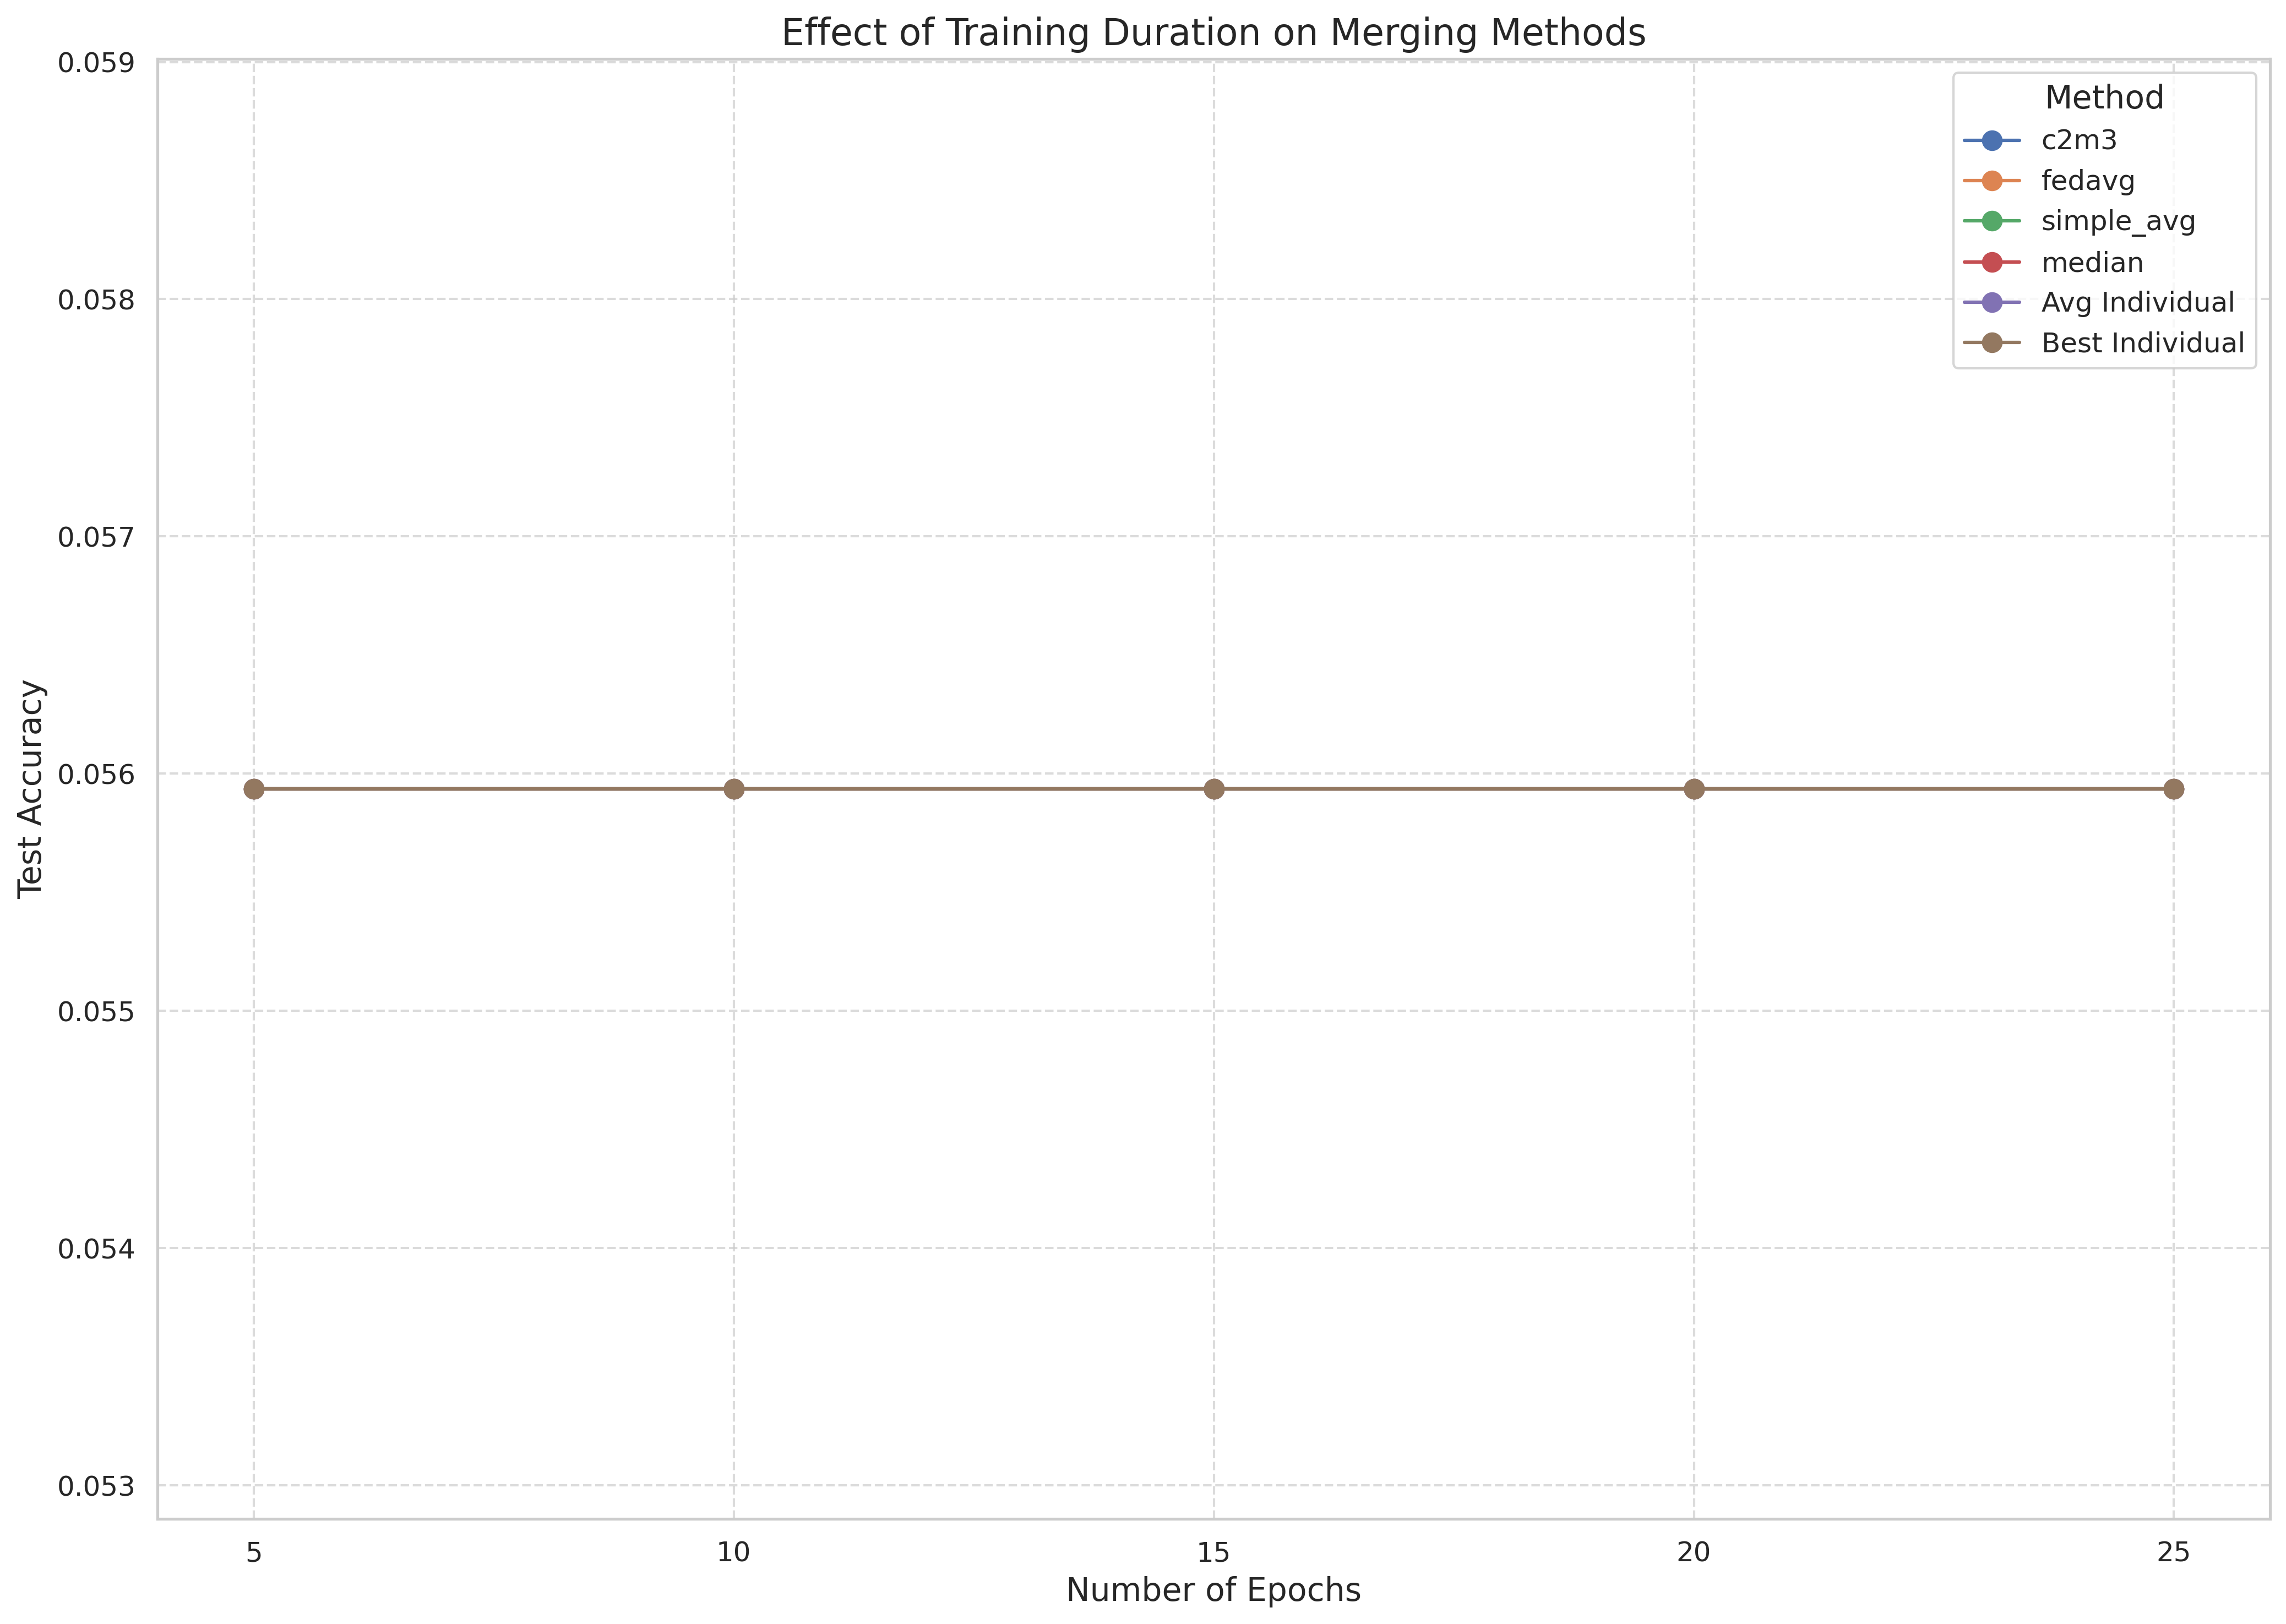 Effect of Training Duration on Merging Methods
0.059
0.058
0.057
0.056
0.055
0.054
0.053
Test Accuracy
Method
c2m3
fedavg
simple_avg
median
Avg Individual
Best Individual
5 10 15 20 25
Number of Epochs